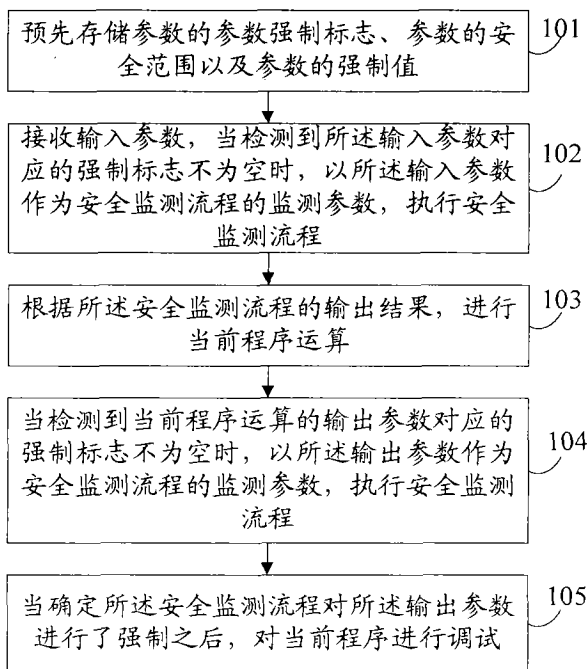 预先存储参数的参数强制标志、参数的安
全范围以及参数的强制值
101
接收输入参数，当检测到所述输入参数对
应的强制标志不为空时，以所述输入参数
作为安全监测流程的监测参数，执行安全
监测流程
102
根据所述安全监测流程的输出结果，进行
当前程序运算
103
当检测到当前程序运算的输出参数对应的
强制标志不为空时，以所述输出参数作为
安全监测流程的监测参数，执行安全监测
流程
104
当确定所述安全监测流程对所述输出参数
进行了强制之后，对当前程序进行调试
105